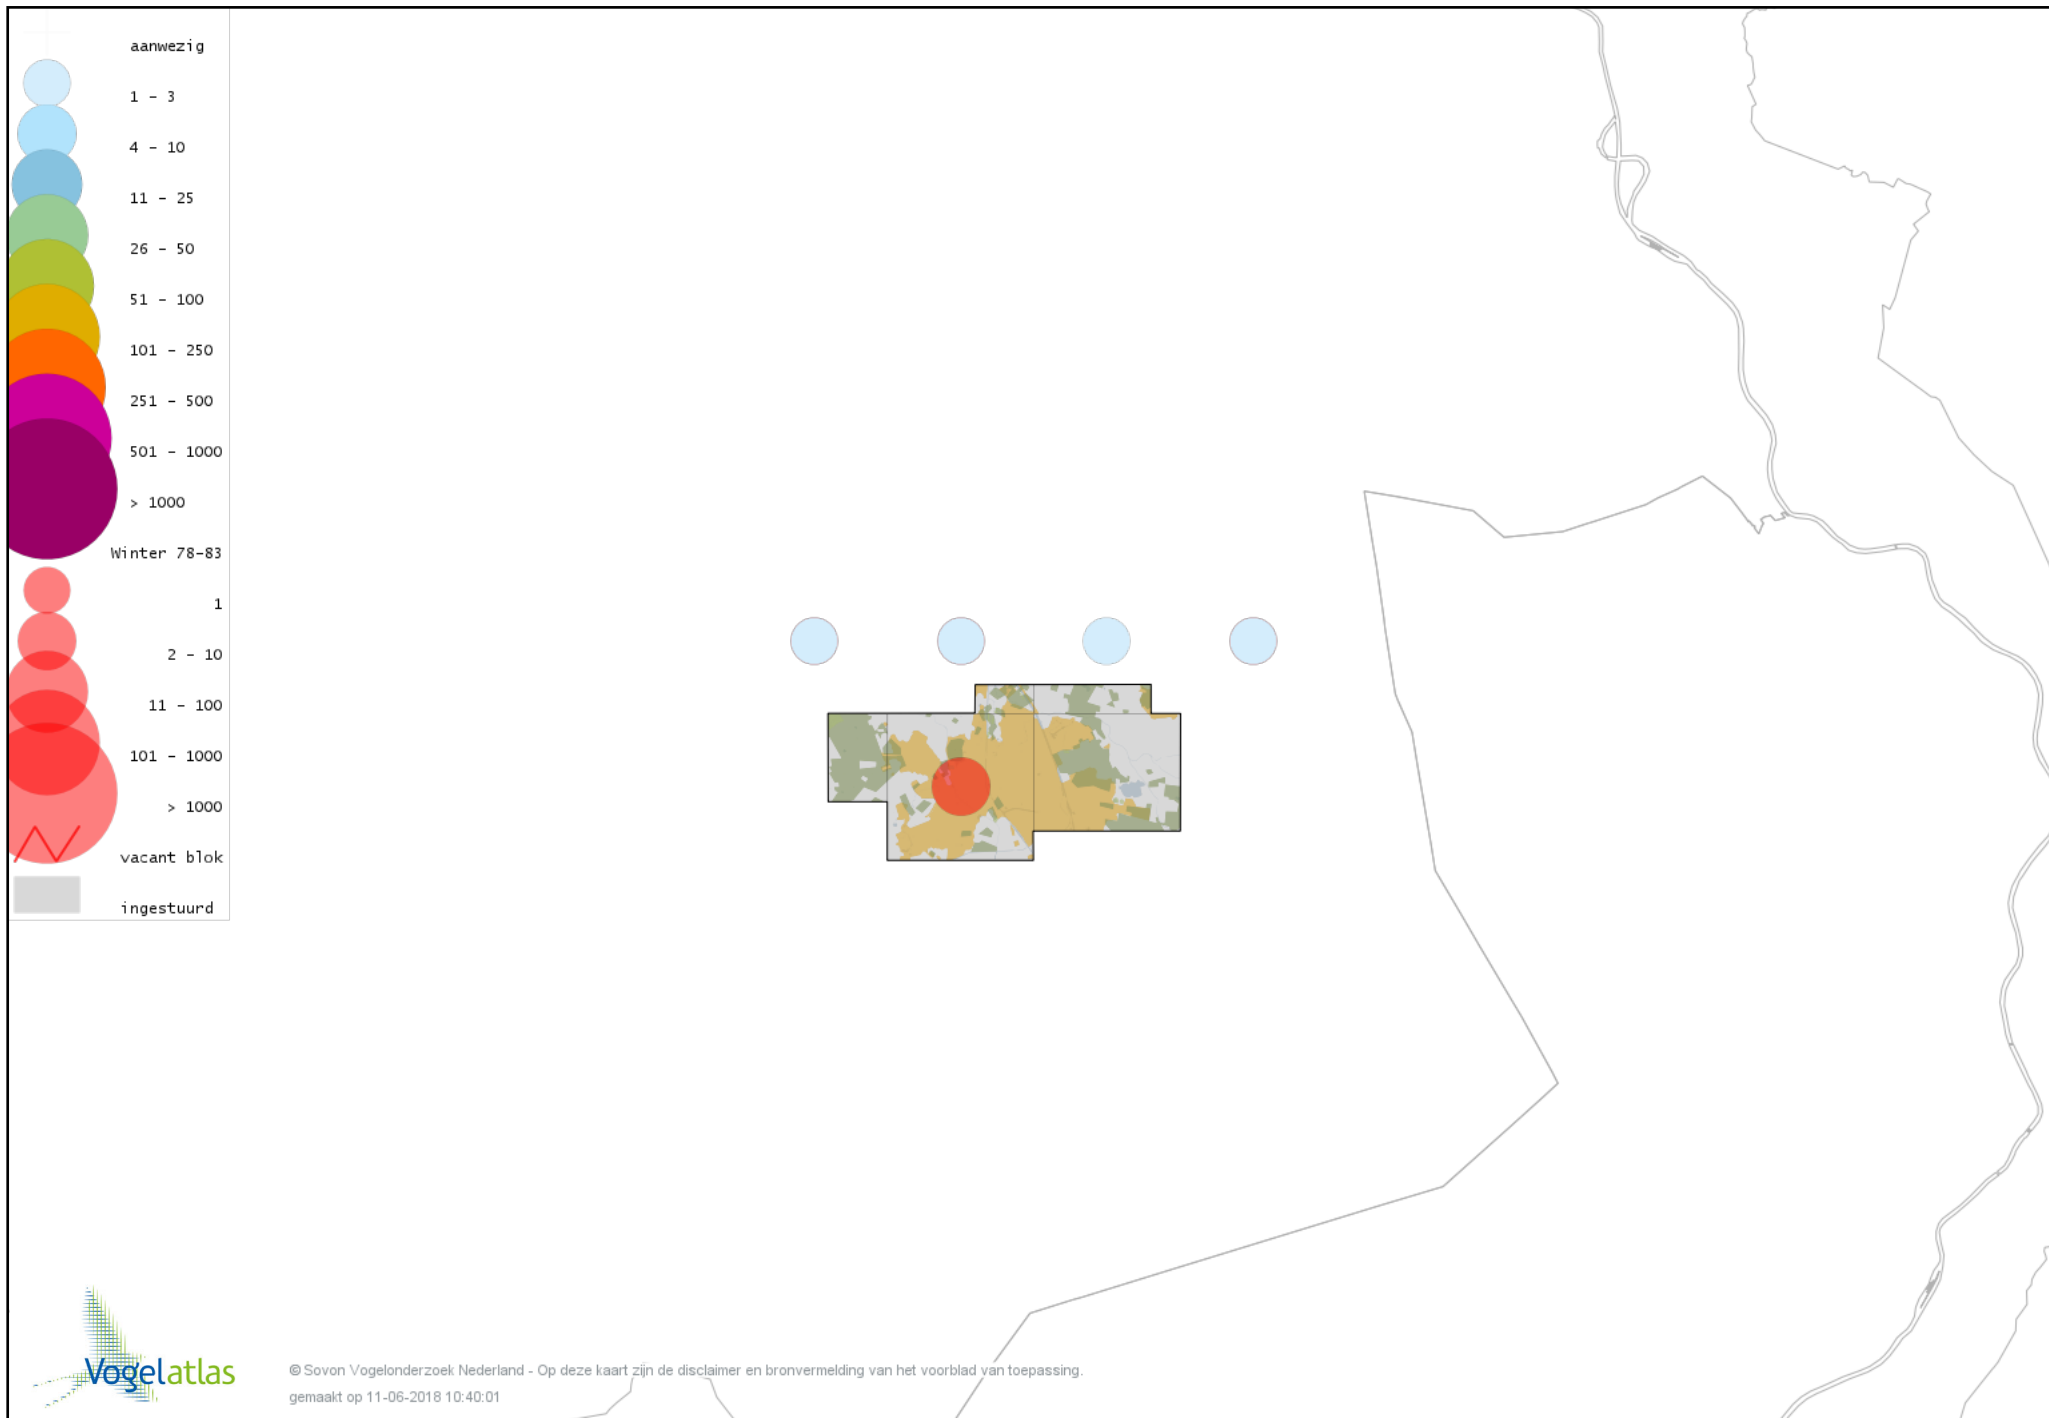 aanwezig
1 - 3
4 - 10
11 - 25
26 - 50
51 - 100
101 - 250
251 - 500
501 - 1000
> 1000
Winter 78-83
1
2 - 10
11 - 100
101 - 1000
> 1000
vacant blok
ingestuurd
Vogelatlas
© Sovon Vogelonderzoek Nederland - Op deze kaart zijn de disclaimer en bronvermelding van het voorblad van toepassing.
gemaakt op 11-06-2018 10:40:01